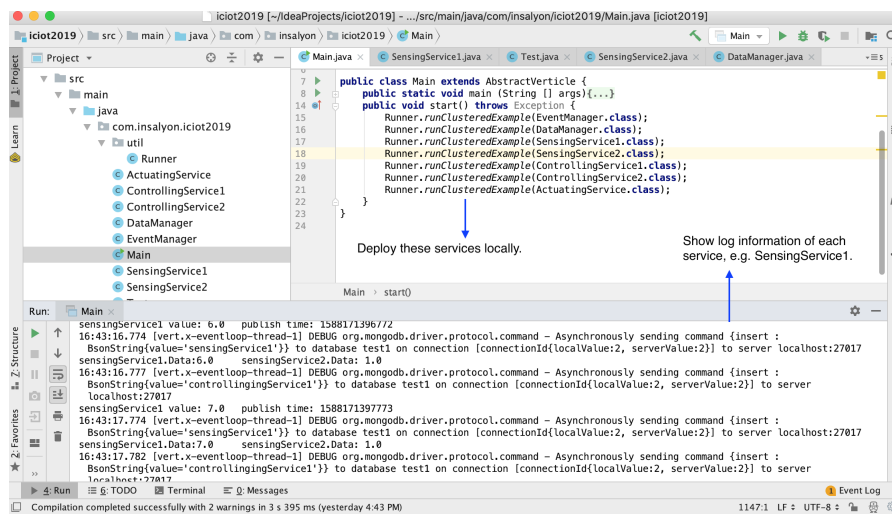 iciot2019 [~/IdeaProjects/iciot2019] - .../src/main/java/com/insalyon/iciot2019/Main.java [iciot2019]
iciot2019 src main java com insalyon iciot2019 Main
Main
1: Project
Learn
Project
Main.java SensingService1.java Test.java SensingService2.java DataManager.java
5
src
main
java
com.insalyon.iciot2019
util
Runner
ActuatingService
ControllingService1
ControllingService2
DataManager
EventManager
Main
SensingService1
SensingService2
7 public class Main extends AbstractVerticle {
8 public static void main (String [] args){...}
14 public void start() throws Exception {
15 Runner.runClusteredExample(EventManager.class);
16 Runner.runClusteredExample(DataManager.class);
17 Runner.runClusteredExample(SensingService1.class);
18 Runner.runClusteredExample(SensingService2.class);
19 Runner.runClusteredExample(ControllingService1.class);
20 Runner.runClusteredExample(ControllingService2.class);
21 Runner.runClusteredExample(ActuatingService.class);
22 }
23 }
24
Deploy these services locally.
Show log information of each
service, e.g. SensingService1.
Main › start()
Run: Main
sensingService1 value: 6.0 publish time: 1588171396772
16:43:16.774 [vert.x-eventloop-thread-1] DEBUG org.mongodb.driver.protocol.command - Asynchronously sending command {insert :
BsonString{value='sensingService1'}} to database test1 on connection [connectionId{localValue:2, serverValue:2}] to server localhost:27017
sensingService1.Data:6.0 sensingService2.Data: 1.0
16:43:16.777 [vert.x-eventloop-thread-1] DEBUG org.mongodb.driver.protocol.command - Asynchronously sending command {insert :
BsonString{value='controllingingService1'}} to database test1 on connection [connectionId{localValue:2, serverValue:2}] to server
localhost:27017
sensingService1 value: 7.0 publish time: 1588171397773
16:43:17.774 [vert.x-eventloop-thread-1] DEBUG org.mongodb.driver.protocol.command - Asynchronously sending command {insert :
BsonString{value='sensingService1'}} to database test1 on connection [connectionId{localValue:2, serverValue:2}] to server localhost:27017
sensingService1.Data:7.0 sensingService2.Data: 1.0
16:43:17.782 [vert.x-eventloop-thread-1] DEBUG org.mongodb.driver.protocol.command - Asynchronously sending command {insert :
BsonString{value='controllingingService1'}} to database test1 on connection [connectionId{localValue:2, serverValue:2}] to server
localhost:27017
Z: Structure
2: Favorites
4: Run 6: TODO Terminal 0: Messages 1 Event Log
Compilation completed successfully with 2 warnings in 3 s 395 ms (yesterday 4:43 PM) 1147:1 LF UTF-8